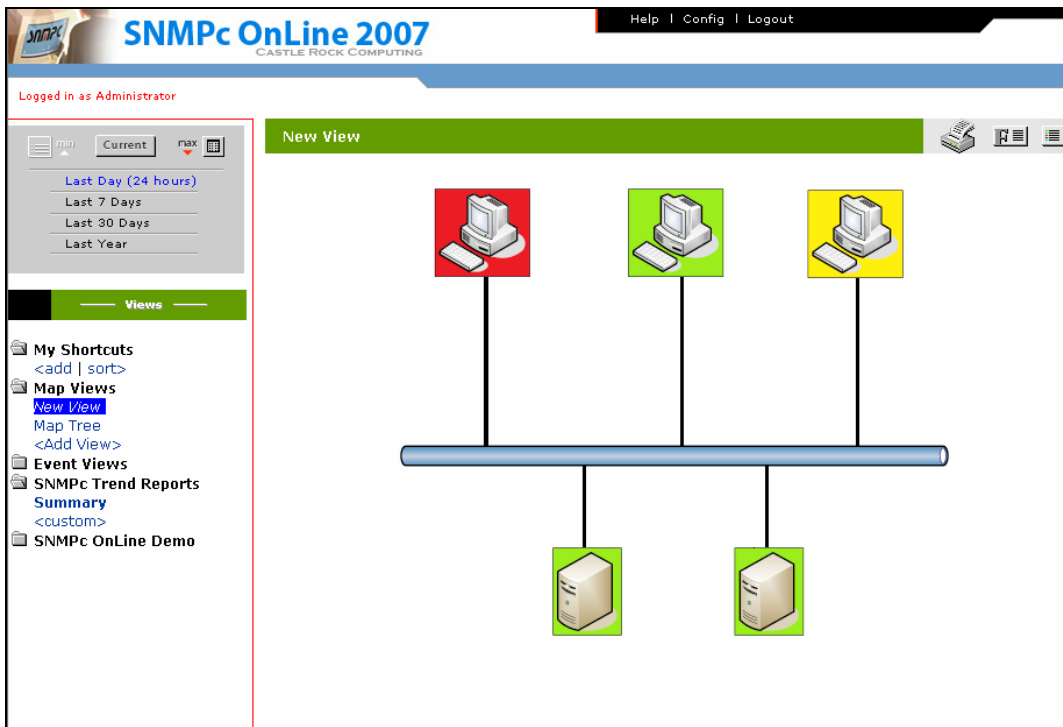 snmpc
SNMPc OnLine 2007
CASTLE ROCK COMPUTING
Help | Config | Logout
Logged in as Administrator
min
Current
max
Last Day (24 hours)
Last 7 Days
Last 30 Days
Last Year
Views
My Shortcuts
<add | sort>
Map Views
New View
Map Tree
<Add View>
Event Views
SNMPc Trend Reports
Summary
<custom>
SNMPc OnLine Demo
New View